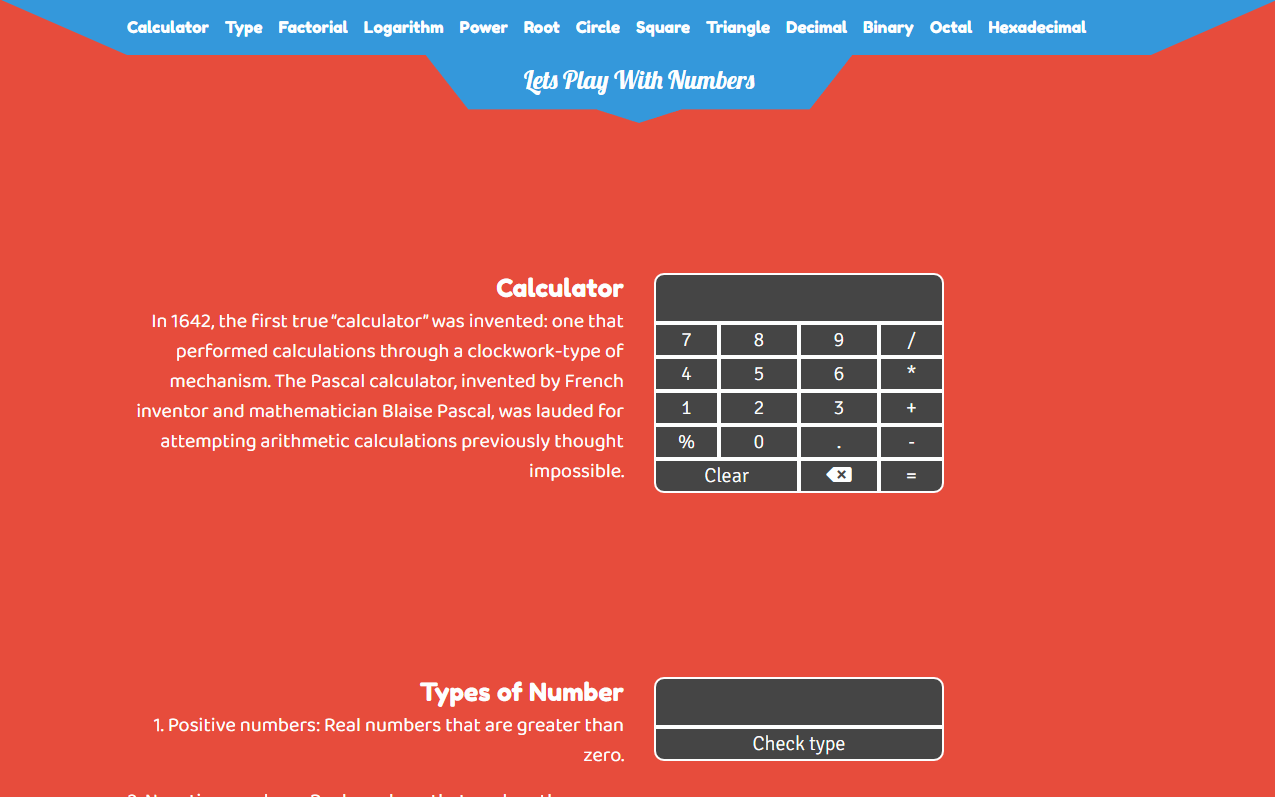 Calculator Type Factorial Logarithm Power Root Circle Square Triangle Decimal Binary Octal Hexadecimal
Lets Play With Numbers
Calculator
In 1642, the first true “calculator” was invented: one that
performed calculations through a clockwork-type of
mechanism. The Pascal calculator, invented by French
inventor and mathematician Blaise Pascal, was lauded for
attempting arithmetic calculations previously thought
impossible.
7 8 9 /
4 5 6 *
1 2 3 +
% 0 . -
Clear =
Types of Number
1. Positive numbers: Real numbers that are greater than
zero.
Check type